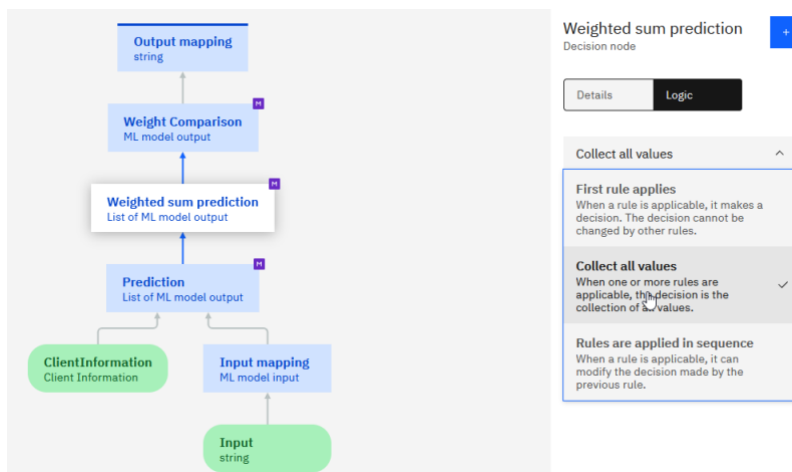 Output mapping
string
M
Weight Comparison
ML model output
M
Weighted sum prediction
List of ML model output
M
Prediction
List of ML model output
ClientInformation
Client Information
Input mapping
ML model input
Input
string
Weighted sum prediction
Decision node
+
Details
Logic
Collect all values
First rule applies
When a rule is applicable, it makes a
decision. The decision cannot be
changed by other rules.
Collect all values
When one or more rules are
applicable, the decision is the
collection of all values.
Rules are applied in sequence
When a rule is applicable, it can
modify the decision made by the
previous rule.